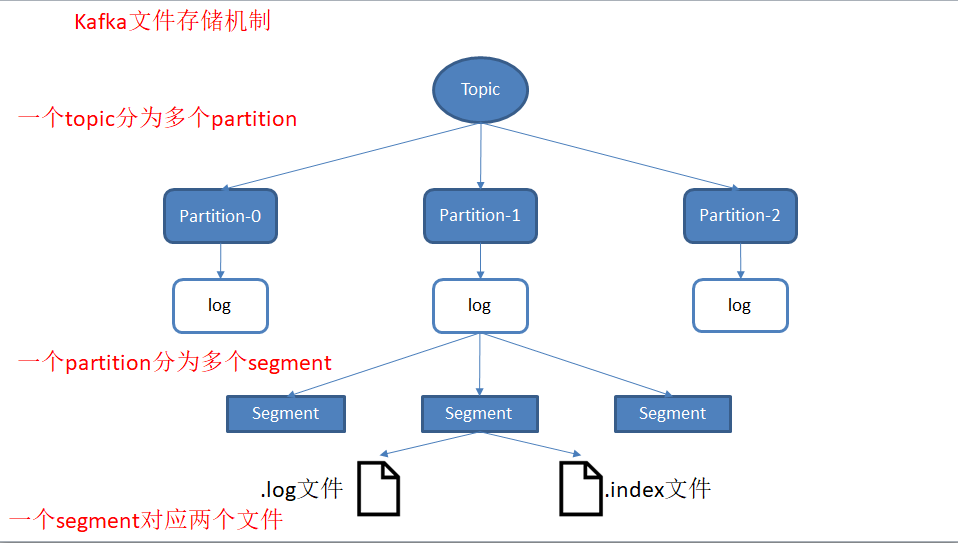 Kafka文件存储机制
Topic
一个topic分为多个partition
Partition-0
Partition-1
Partition-2
log
log
log
一个partition分为多个segment
Segment
Segment
Segment
.log文件
.index文件
一个segment对应两个文件